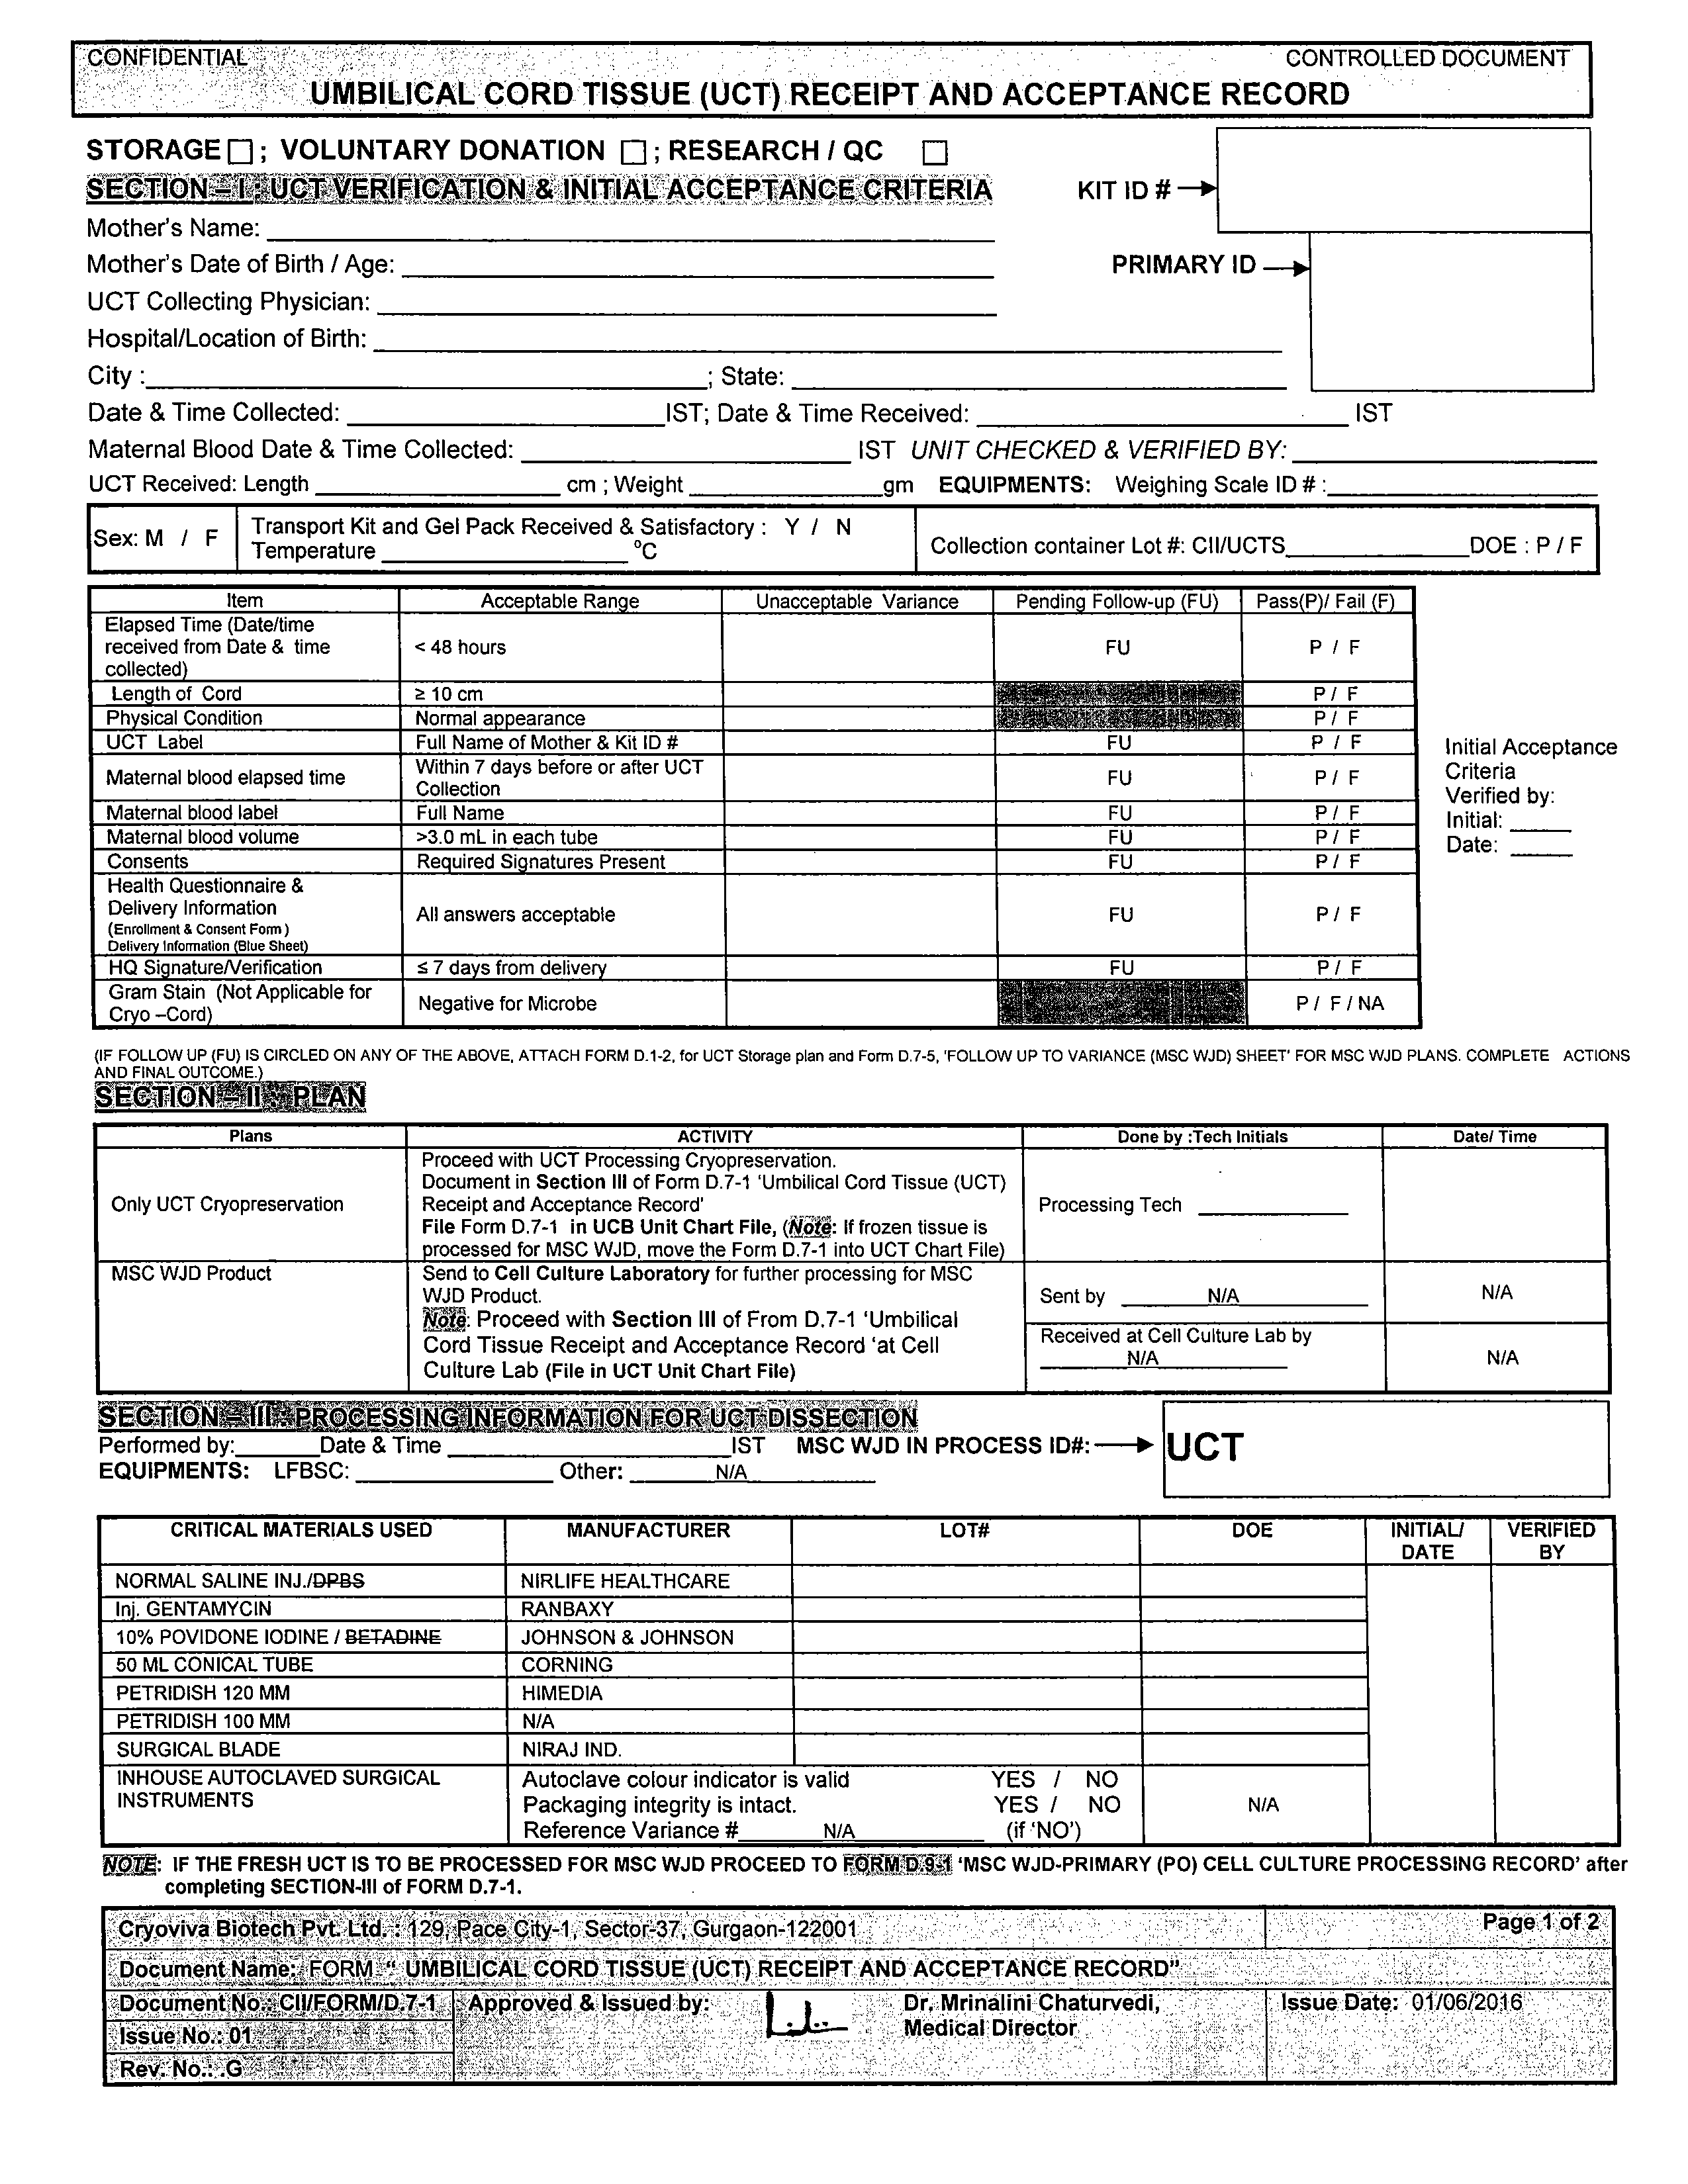 CONFIDENTIAL CONTROLLED DOCUMENT
UMBILICAL CORD TISSUE (UCT) RECEIPT AND ACCEPTANCE RECORD
STORAGE ☐; VOLUNTARY DONATION ☐; RESEARCH / QC ☐
SECTION – I : UCT VERIFICATION & INITIAL ACCEPTANCE CRITERIA KIT ID #
Mother's Name:
Mother's Date of Birth / Age: PRIMARY ID
UCT Collecting Physician:
Hospital/Location of Birth:
City : ; State:
Date & Time Collected: IST; Date & Time Received: IST
Maternal Blood Date & Time Collected: IST UNIT CHECKED & VERIFIED BY:
UCT Received: Length cm ; Weight gm EQUIPMENTS: Weighing Scale ID # :
Sex: M / F
Transport Kit and Gel Pack Received & Satisfactory : Y / N
Temperature °C
Collection container Lot #: CII/UCTS DOE : P / F
Item Acceptable Range Unacceptable Variance Pending Follow-up (FU) Pass(P)/ Fail (F)
Elapsed Time (Date/time
received from Date & time < 48 hours FU P / F
collected)
Length of Cord ≥ 10 cm P / F
Physical Condition Normal appearance P / F
UCT Label Full Name of Mother & Kit ID # FU P / F
Maternal blood elapsed time Within 7 days before or after UCT FU P / F
Collection
Maternal blood label Full Name FU P / F
Maternal blood volume >3.0 mL in each tube FU P / F
Consents Required Signatures Present FU P / F
Health Questionnaire &
Delivery Information All answers acceptable FU P / F
(Enrollment & Consent Form )
Delivery Information (Blue Sheet)
HQ Signature/Verification ≤ 7 days from delivery FU P / F
Gram Stain (Not Applicable for Negative for Microbe P / F / NA
Cryo –Cord)
Initial Acceptance
Criteria
Verified by:
Initial:
Date:
(IF FOLLOW UP (FU) IS CIRCLED ON ANY OF THE ABOVE, ATTACH FORM D.1-2, for UCT Storage plan and Form D.7-5, 'FOLLOW UP TO VARIANCE (MSC WJD) SHEET' FOR MSC WJD PLANS. COMPLETE ACTIONS
AND FINAL OUTCOME.)
SECTION – II – PLAN
Plans ACTIVITY Done by :Tech Initials Date/ Time
Only UCT Cryopreservation
Proceed with UCT Processing Cryopreservation.
Document in Section III of Form D.7-1 'Umbilical Cord Tissue (UCT)
Receipt and Acceptance Record'
File Form D.7-1 in UCB Unit Chart File, (Note: If frozen tissue is
processed for MSC WJD, move the Form D.7-1 into UCT Chart File)
Processing Tech
MSC WJD Product
Send to Cell Culture Laboratory for further processing for MSC
WJD Product.
Note: Proceed with Section III of From D.7-1 'Umbilical
Cord Tissue Receipt and Acceptance Record 'at Cell
Culture Lab (File in UCT Unit Chart File)
Sent by N/A N/A
Received at Cell Culture Lab by
N/A N/A
SECTION – III – PROCESSING INFORMATION FOR UCT DISSECTION
Performed by: Date & Time IST MSC WJD IN PROCESS ID#: UCT
EQUIPMENTS: LFBSC: Other: N/A
CRITICAL MATERIALS USED MANUFACTURER LOT# DOE INITIAL/ VERIFIED
DATE BY
NORMAL SALINE INJ./DPBS NIRLIFE HEALTHCARE
Inj. GENTAMYCIN RANBAXY
10% POVIDONE IODINE / BETADINE JOHNSON & JOHNSON
50 ML CONICAL TUBE CORNING
PETRIDISH 120 MM HIMEDIA
PETRIDISH 100 MM N/A
SURGICAL BLADE NIRAJ IND.
INHOUSE AUTOCLAVED SURGICAL Autoclave colour indicator is valid YES / NO
INSTRUMENTS Packaging integrity is intact. YES / NO N/A
Reference Variance # N/A (if 'NO')
NOTE: IF THE FRESH UCT IS TO BE PROCESSED FOR MSC WJD PROCEED TO FORM D.9-1 'MSC WJD-PRIMARY (PO) CELL CULTURE PROCESSING RECORD' after
completing SECTION-III of FORM D.7-1.
Cryoviva Biotech Pvt. Ltd. : 129, Pace City-1, Sector-37, Gurgaon-122001 Page 1 of 2
Document Name: FORM " UMBILICAL CORD TISSUE (UCT) RECEIPT AND ACCEPTANCE RECORD"
Document No.: CII/FORM/D.7-1 Approved & Issued by: Dr. Mrinalini Chaturvedi, Issue Date: 01/06/2016
Issue No.: 01 Medical Director
Rev. No.: G